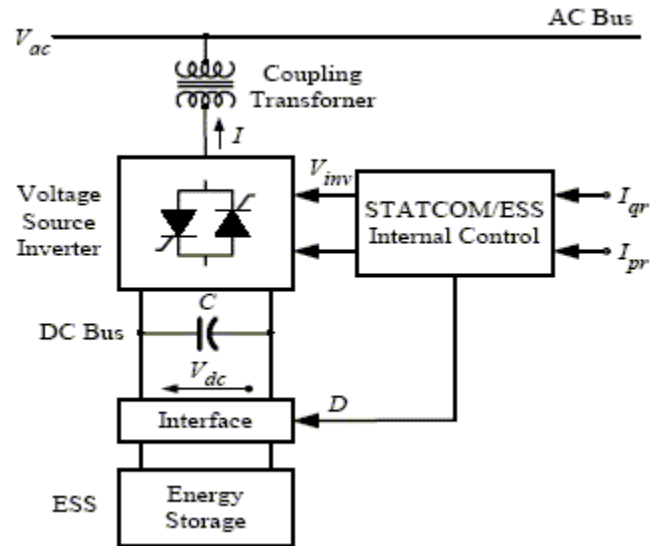 AC Bus
Vac
Coupling
Transforner
I
Voltage
Source
Inverter
Vinv
STATCOM/ESS
Internal Control
Iqr
Ipr
C
DC Bus
Vdc
D
Interface
ESS
Energy
Storage